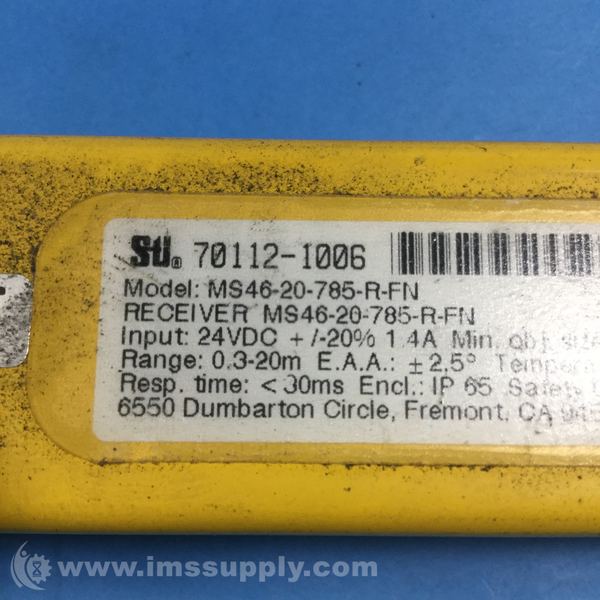 STI® 70112-1006
Model: MS46-20-785-R-FN
RECEIVER MS46-20-785-R-FN
Input: 24VDC +/-20% 1.4A Min. obj.
Range: 0.3-20m E.A.A.: ± 2.5°
Resp. time: < 30ms Encl.: IP 65 Safety
6550 Dumbarton Circle, Fremont, CA
www.imssupply.com